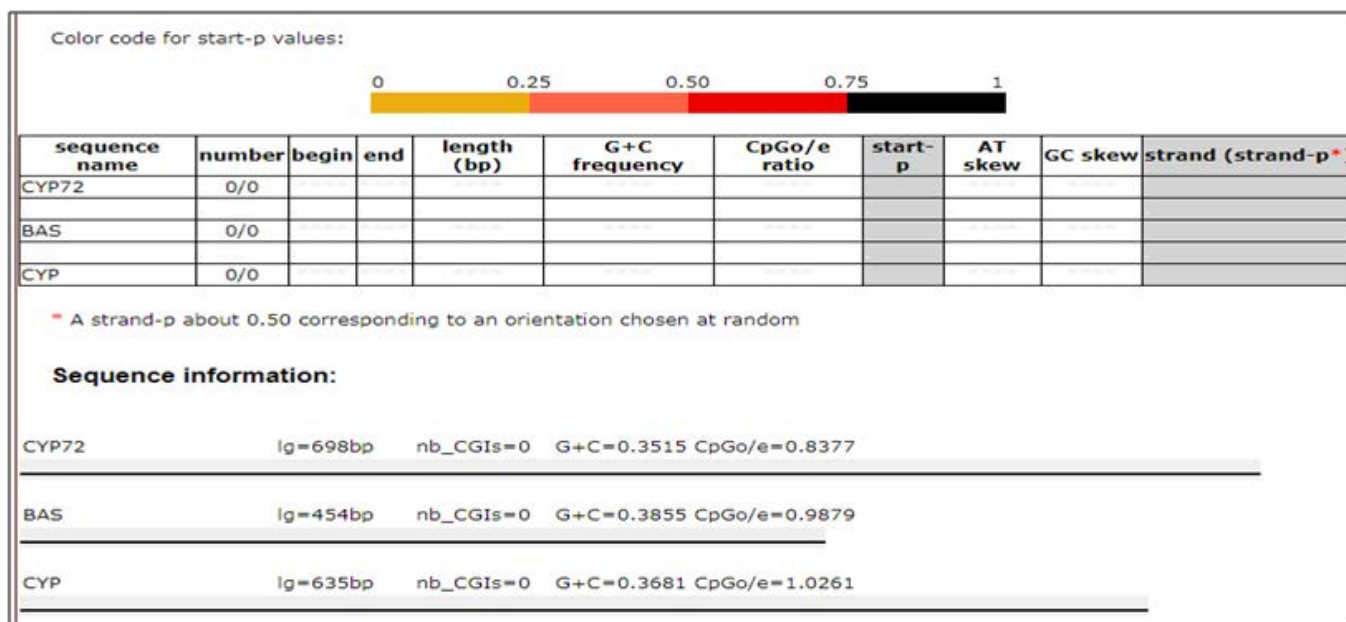 Color code for start-p values:
0 0.25 0.50 0.75 1
sequence name number begin end length (bp) G+C frequency CpGo/e ratio start-p AT skew GC skew strand (strand-p*)
CYP72 0/0 ---- ---- ---- ---- ---- ---- ----
BAS 0/0 ---- ---- ---- ---- ---- ---- ----
CYP 0/0 ---- ---- ---- ---- ---- ---- ----
* A strand-p about 0.50 corresponding to an orientation chosen at random
Sequence information:
CYP72 lg=698bp nb_CGIs=0 G+C=0.3515 CpGo/e=0.8377
BAS lg=454bp nb_CGIs=0 G+C=0.3855 CpGo/e=0.9879
CYP lg=635bp nb_CGIs=0 G+C=0.3681 CpGo/e=1.0261